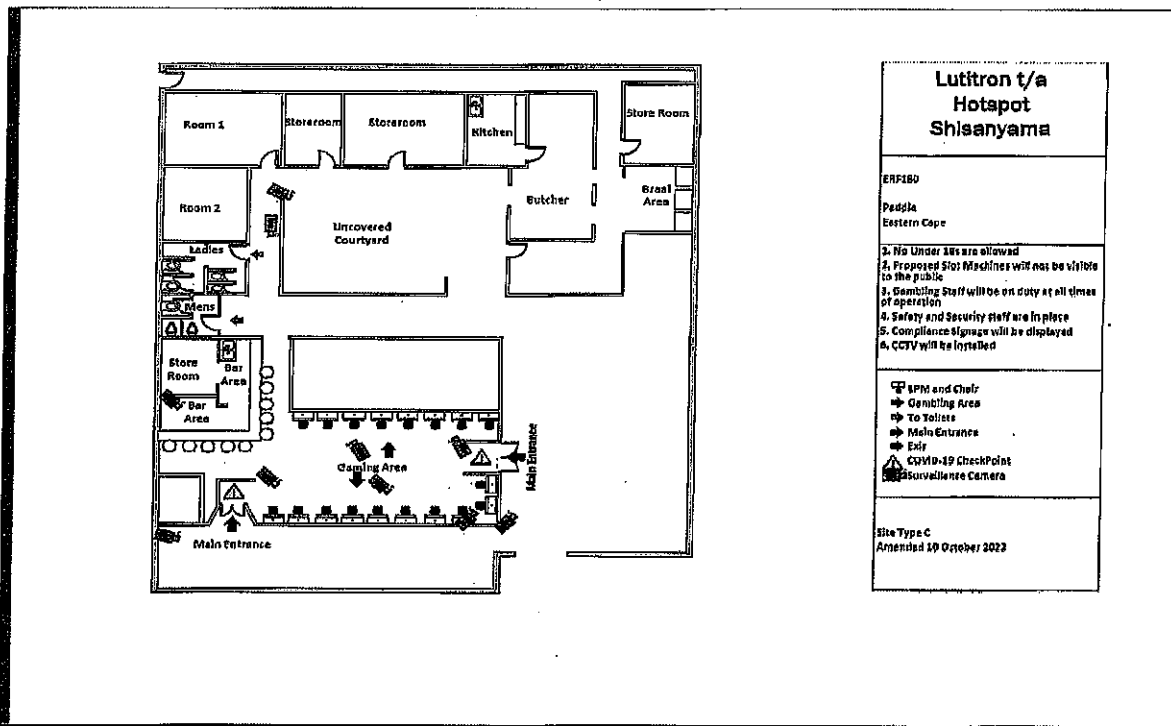 Lutitron t/a
Hotspot
Shisanyama
ERF180
Peddie
Eastern Cape
1. No Under 18s are allowed
2. Proposed Slot Machines will not be visible
to the public
3. Gambling Staff will be on duty at all times
of operation
4. Safety and Security staff are in place
5. Compliance Signage will be displayed
6. CCTV will be installed
LPM and Chair
Gambling Area
To Toilets
Main Entrance
Exit
COVID-19 CheckPoint
Surveillance Camera
Site Type C
Amended 10 October 2022
Room 1
Storeroom
Storeroom
Kitchen
Store Room
Room 2
Uncovered
Courtyard
Butcher
Braai
Area
Ladies
Mens
Store
Room
Bar
Area
Bar
Area
Gaming Area
Main Entrance
Main Entrance